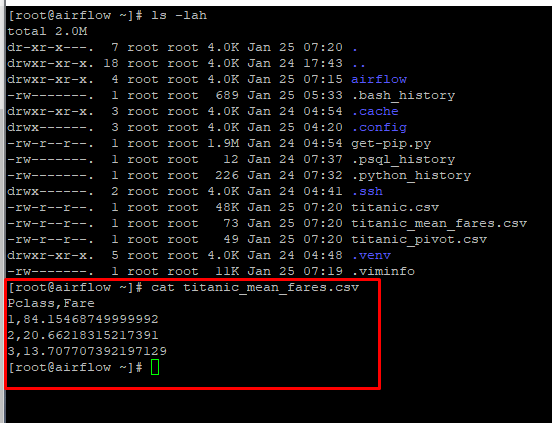 [root@airflow ~]# ls -lah
total 2.0M
dr-xr-x---.  7 root root 4.0K Jan 25 07:20 .
drwxr-xr-x. 18 root root 4.0K Jan 24 17:43 ..
drwxr-xr-x.  4 root root 4.0K Jan 25 07:15 airflow
-rw-------.  1 root root  689 Jan 25 05:33 .bash_history
drwxr-xr-x.  3 root root 4.0K Jan 24 04:54 .cache
drwx------.  3 root root 4.0K Jan 25 04:20 .config
-rw-r--r--.  1 root root 1.9M Jan 24 04:54 get-pip.py
-rw-------.  1 root root   12 Jan 24 07:37 .psql_history
-rw-------.  1 root root  226 Jan 24 07:32 .python_history
drwx------.  2 root root 4.0K Jan 24 04:41 .ssh
-rw-r--r--.  1 root root  48K Jan 25 07:20 titanic.csv
-rw-r--r--.  1 root root   73 Jan 25 07:20 titanic_mean_fares.csv
-rw-r--r--.  1 root root   49 Jan 25 07:20 titanic_pivot.csv
drwxr-xr-x.  5 root root 4.0K Jan 24 04:48 .venv
-rw-------.  1 root root  11K Jan 25 07:19 .viminfo
[root@airflow ~]# cat titanic_mean_fares.csv
Pclass,Fare
1,84.15468749999992
2,20.66218315217391
3,13.707707392197129
[root@airflow ~]#